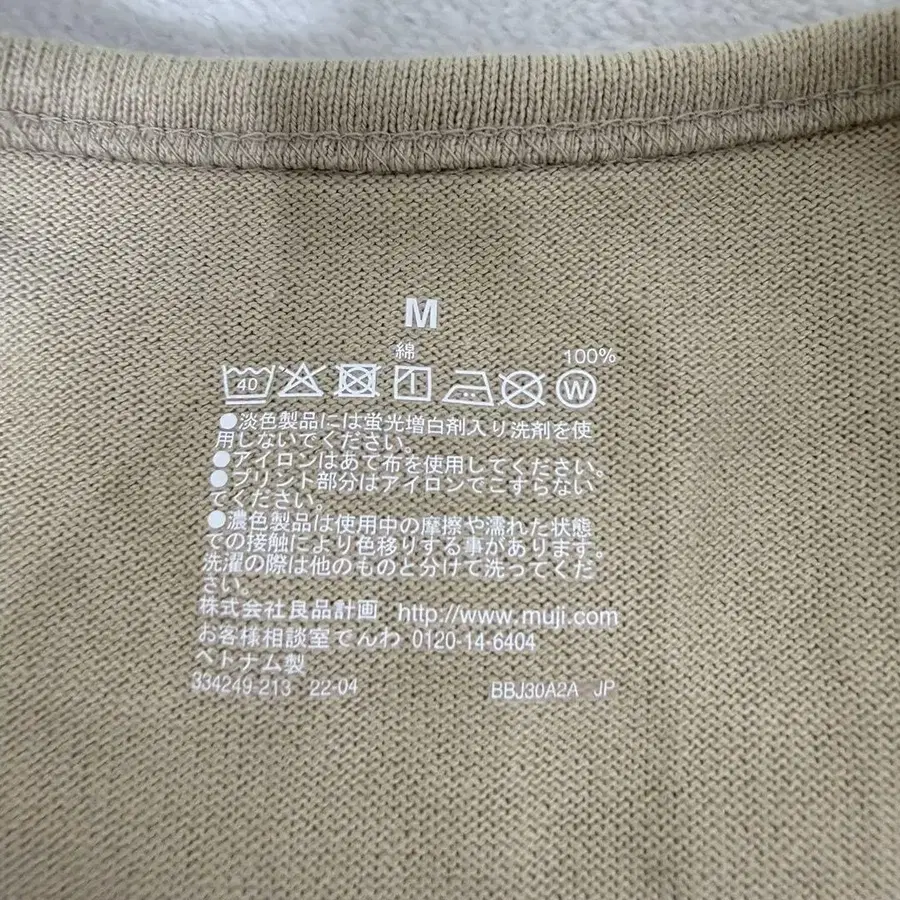 M
綿 100%
40 W
●淡色製品には蛍光増白剤入り洗剤を使
用しないでください。
●アイロンはあて布を使用してください。
●プリント部分はアイロンでこすらない
でください。
●濃色製品は使用中の摩擦や濡れた状態
での接触により色移りする事があります。
洗濯の際は他のものと分けて洗ってくだ
さい。
株式会社良品計画 http://www.muji.com
お客様相談室でんわ 0120-14-6404
ベトナム製
334249-213 22-04 BBJ30A2A JP